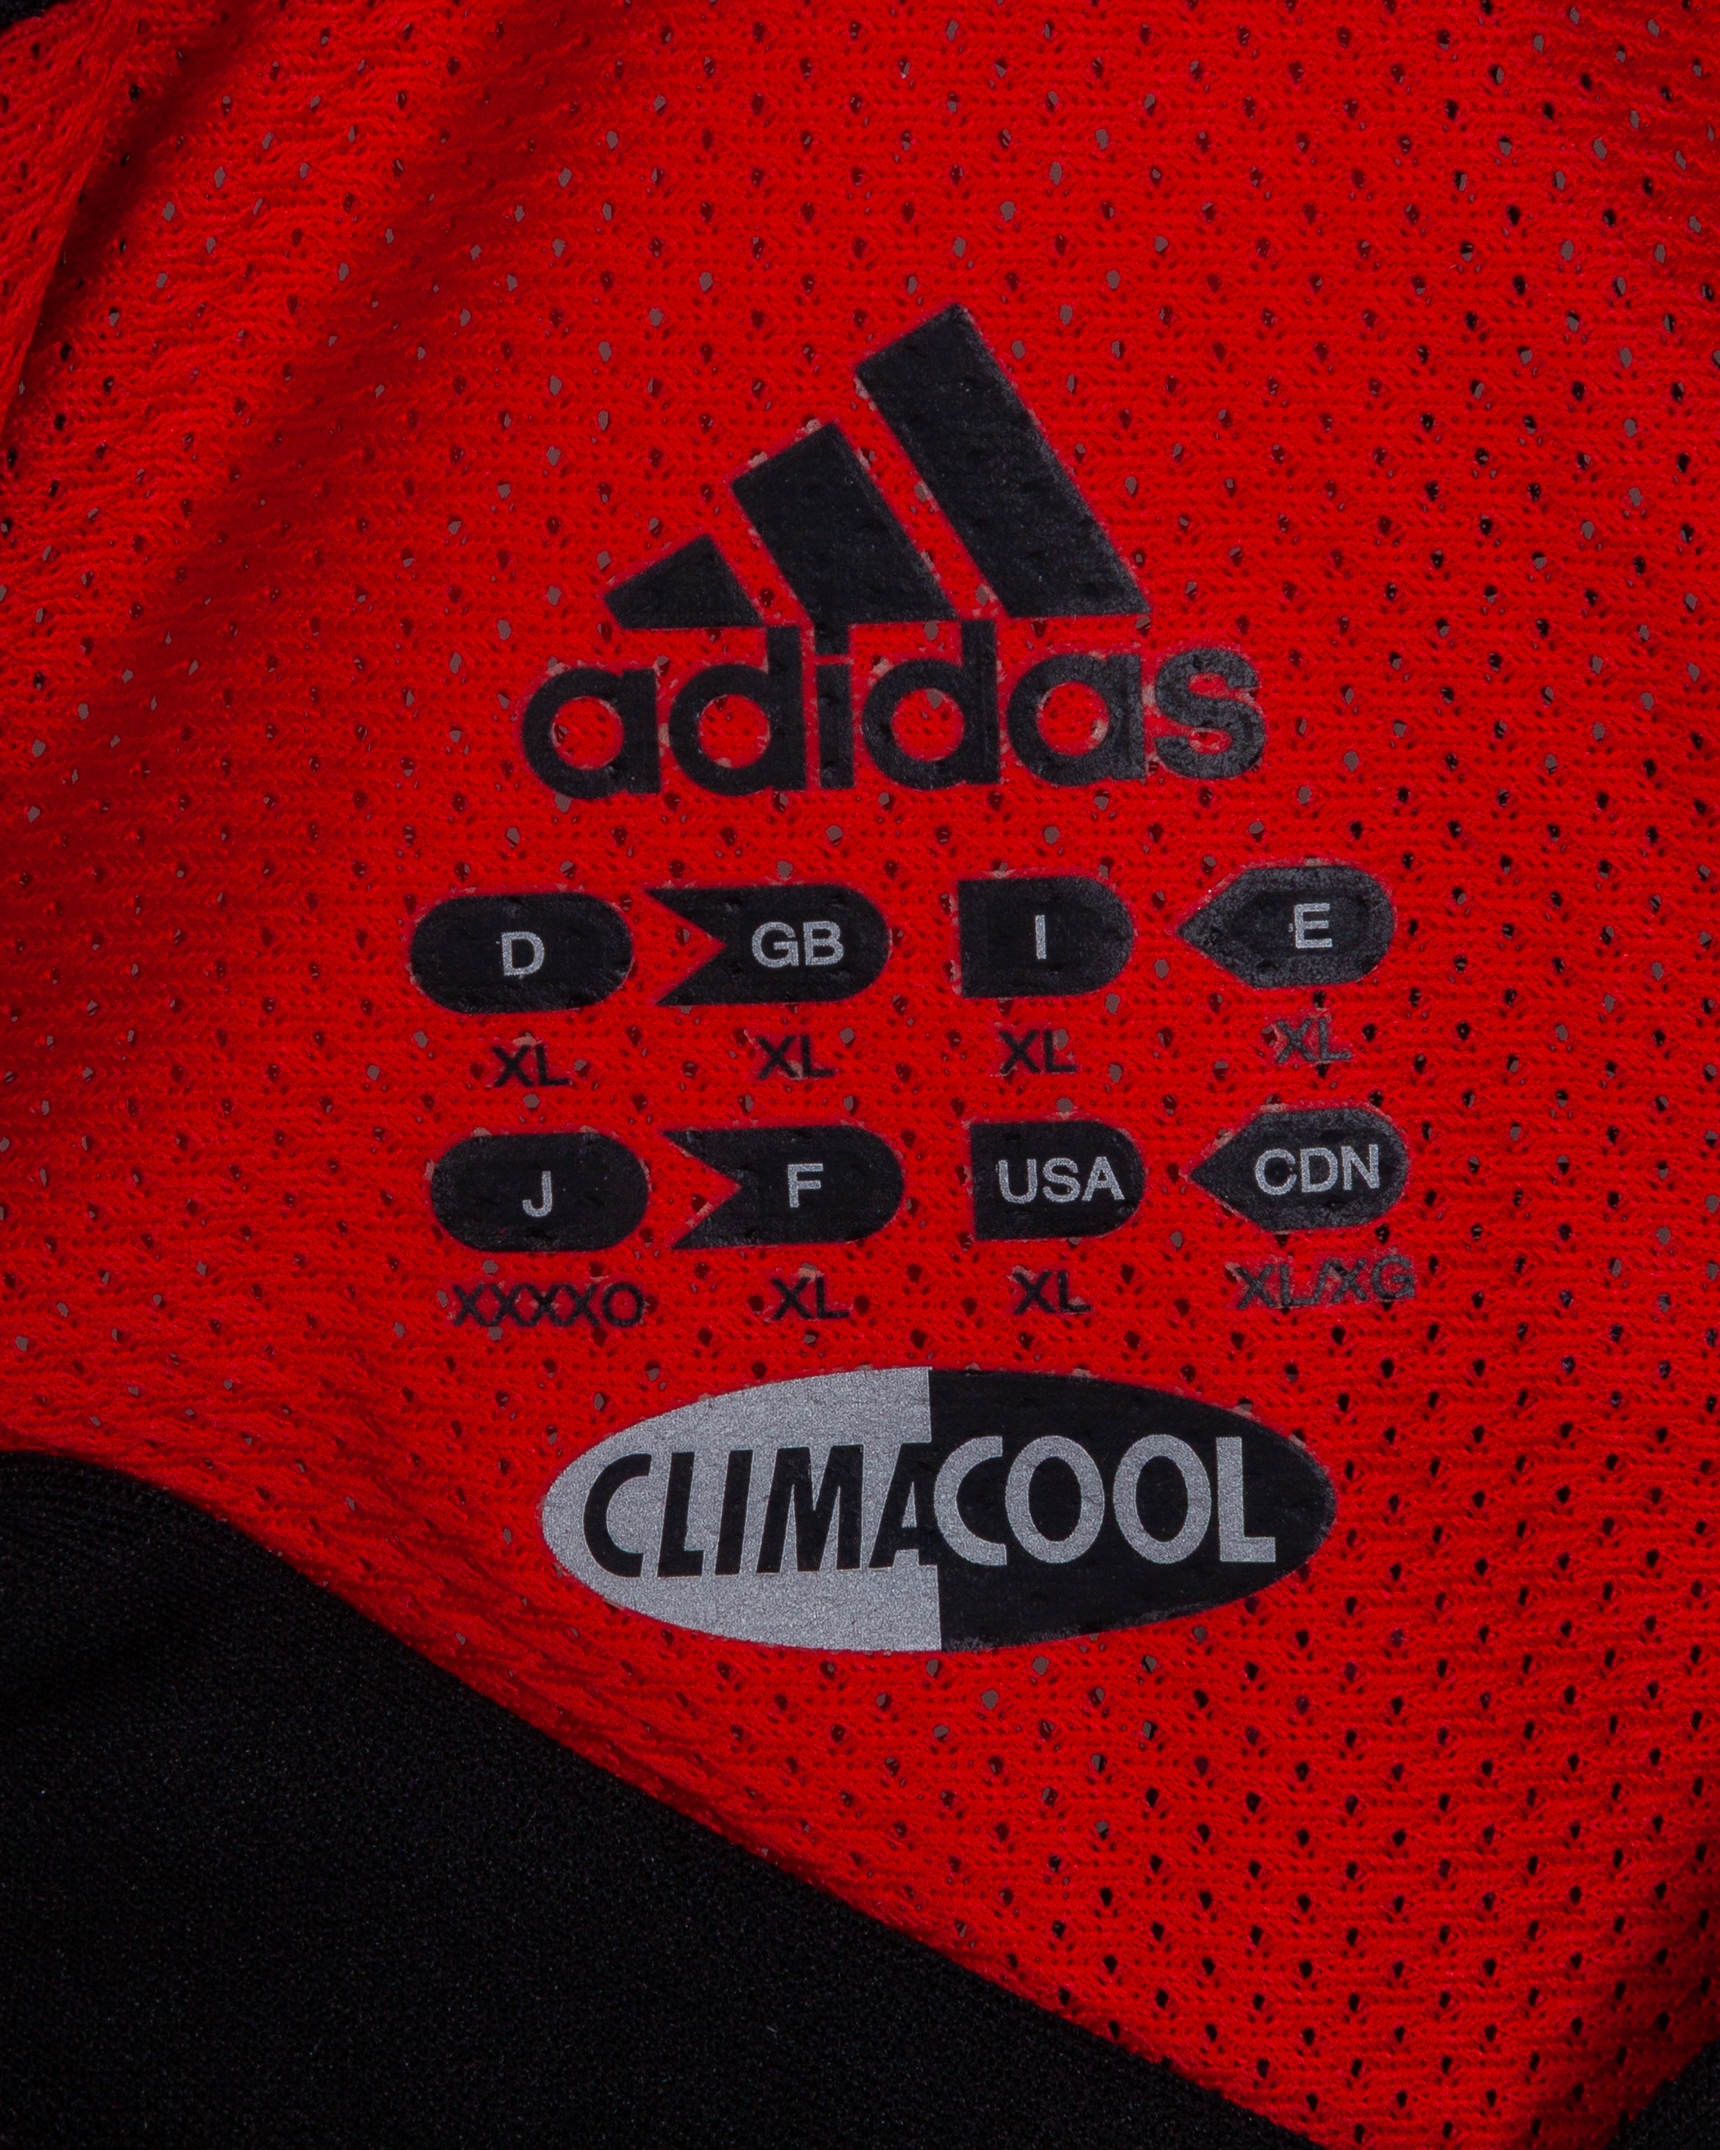 adidas
D GB I E
XL XL XL XL
J F USA CDN
XXXXO XL XL XL/XG
CLIMACOOL